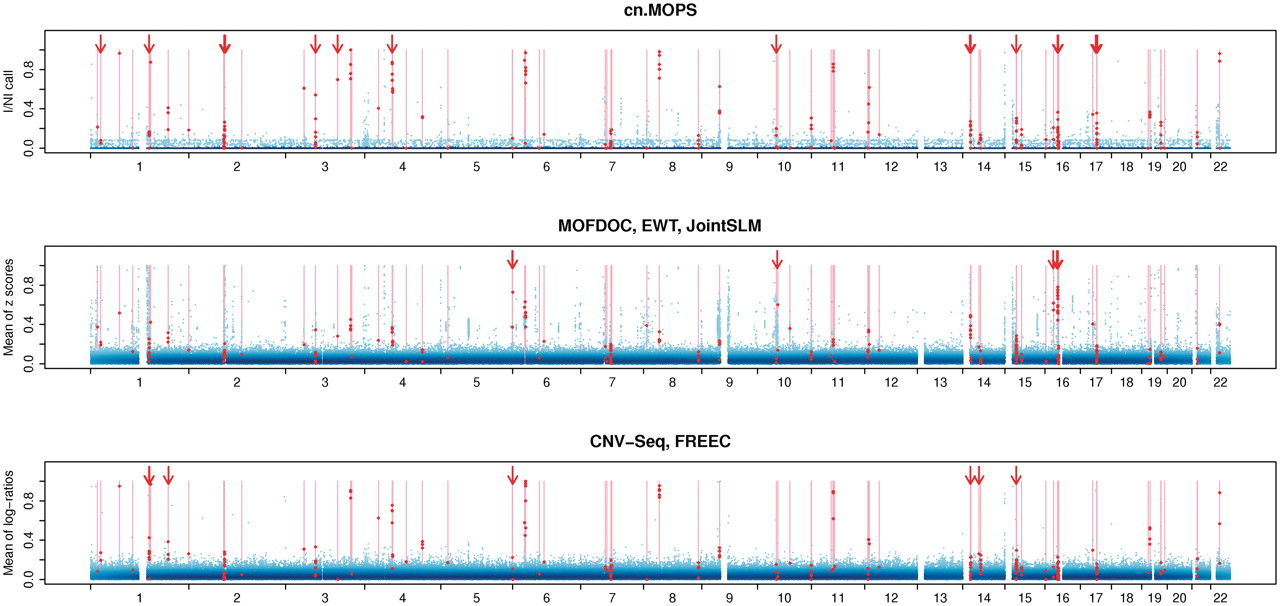 cn.MOPS
I/NI call
0.0 0.4 0.8
1 2 3 4 5 6 7 8 9 10 11 12 13 14 15 16 17 18 19 20 22
MOFDOC, EWT, JointSLM
Mean of z scores
0.0 0.4 0.8
1 2 3 4 5 6 7 8 9 10 11 12 13 14 15 16 17 18 19 20 22
CNV−Seq, FREEC
Mean of log−ratios
0.0 0.4 0.8
1 2 3 4 5 6 7 8 9 10 11 12 13 14 15 16 17 18 19 20 22